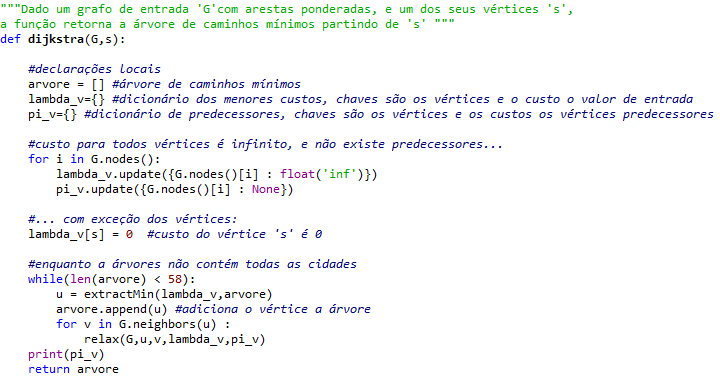 """Dado um grafo de entrada 'G'com arestas ponderadas, e um dos seus vértices 's',
a função retorna a árvore de caminhos mínimos partindo de 's' """
def dijkstra(G,s):
    #declarações locais
    arvore = [] #árvore de caminhos mínimos
    lambda_v={} #dicionário dos menores custos, chaves são os vértices e o custo o valor de entrada
    pi_v={} #dicionário de predecessores, chaves são os vértices e os custos os vértices predecessores
    #custo para todos vértices é infinito, e não existe predecessores...
    for i in G.nodes():
        lambda_v.update({G.nodes()[i] : float('inf')})
        pi_v.update({G.nodes()[i] : None})
    #... com exceção dos vértices:
    lambda_v[s] = 0  #custo do vértice 's' é 0
    #enquanto a árvores não contém todas as cidades
    while(len(arvore) < 58):
        u = extractMin(lambda_v,arvore)
        arvore.append(u) #adiciona o vértice a árvore
        for v in G.neighbors(u) :
            relax(G,u,v,lambda_v,pi_v)
    print(pi_v)
    return arvore